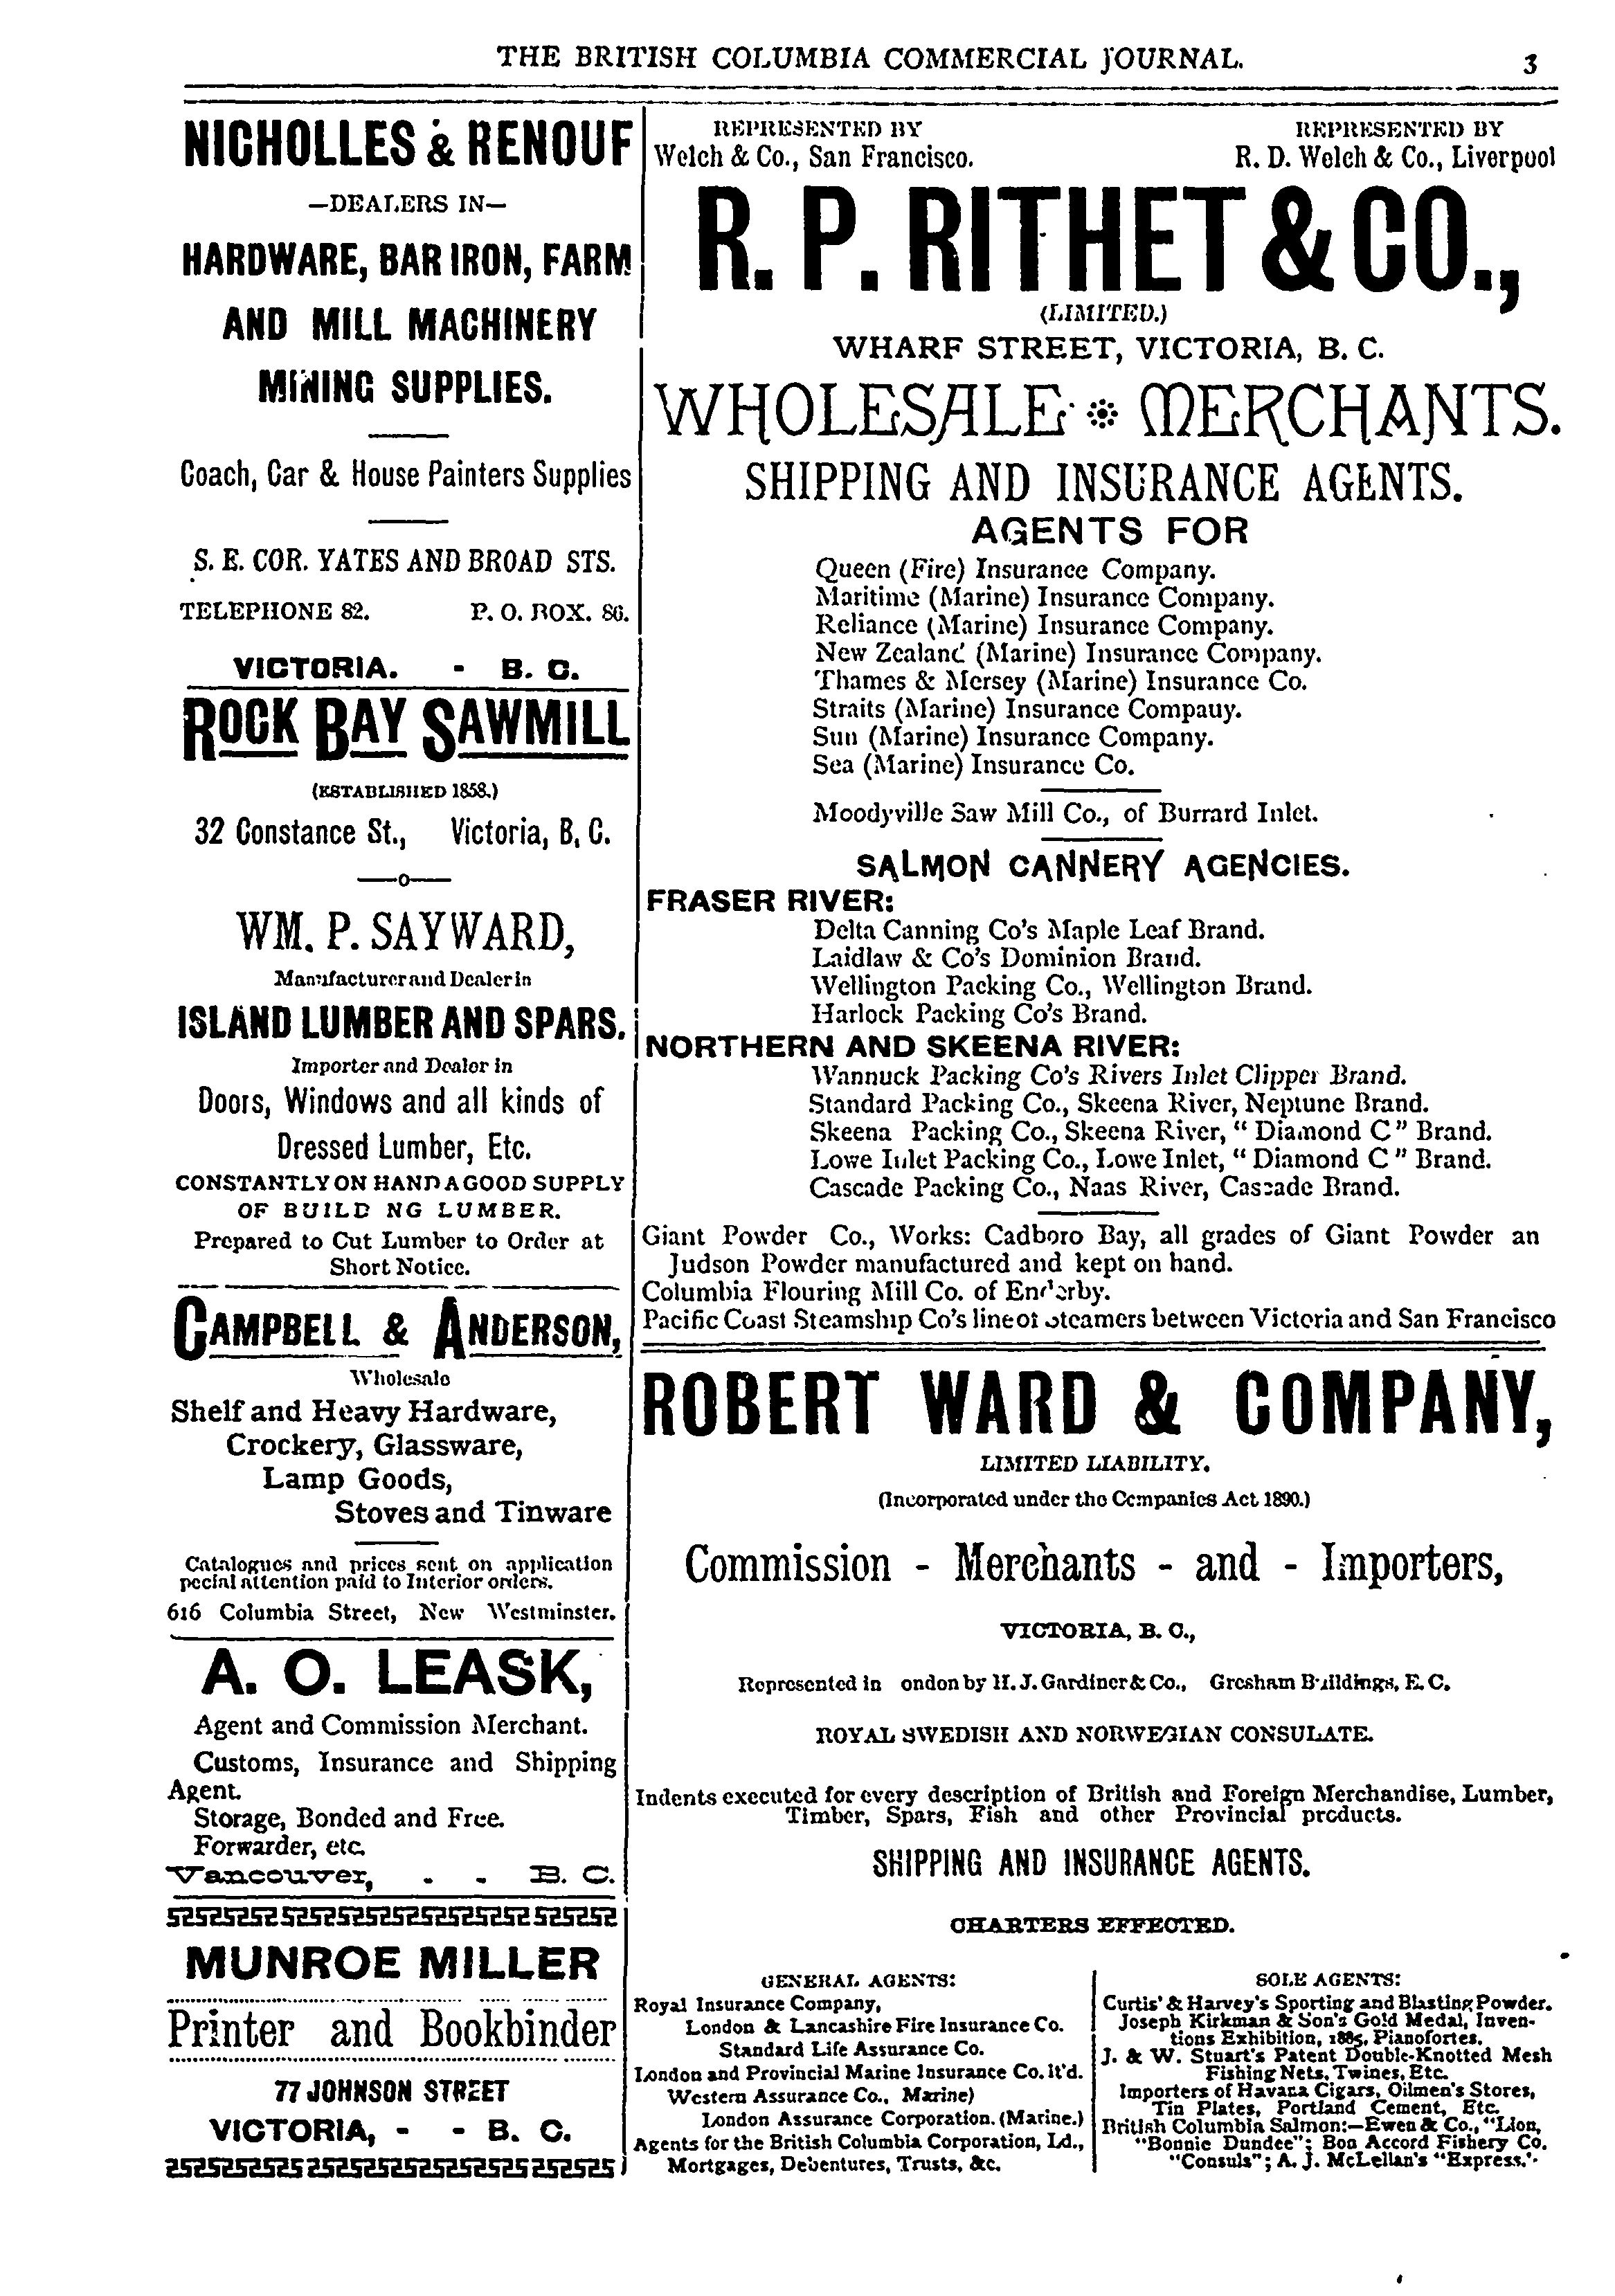 THE BRITISH COLUMBIA COMMERCIAL JOURNAL. 3
NICHOLLES & RENOUF
—DEALERS IN—
HARDWARE, BAR IRON, FARM
AND MILL MACHINERY
MINING SUPPLIES.
Coach, Car & House Painters Supplies
S. E. COR. YATES AND BROAD STS.
TELEPHONE 82. P. O. BOX. 86.
VICTORIA. - B. C.
ROCK BAY SAWMILL
(ESTABLISHED 1858.)
32 Constance St., Victoria, B. C.
—o—
WM. P. SAYWARD,
Manufacturer and Dealer in
ISLAND LUMBER AND SPARS.
Importer and Dealer in
Doors, Windows and all kinds of
Dressed Lumber, Etc.
CONSTANTLY ON HAND A GOOD SUPPLY
OF BUILD NG LUMBER.
Prepared to Cut Lumber to Order at
Short Notice.
CAMPBELL & ANDERSON,
Wholesale
Shelf and Heavy Hardware,
Crockery, Glassware,
Lamp Goods,
Stoves and Tinware
Catalogues and prices sent on application
pecial attention paid to Interior orders.
616 Columbia Street, New Westminster.
A. O. LEASK,
Agent and Commission Merchant.
Customs, Insurance and Shipping
Agent.
Storage, Bonded and Free.
Forwarder, etc.
Vancouver, - - B. C.
MUNROE MILLER
Printer and Bookbinder
77 JOHNSON STREET
VICTORIA, - - B. C.
REPRESENTED BY REPRESENTED BY
Welch & Co., San Francisco. R. D. Welch & Co., Liverpool
R. P. RITHET & CO.,
(LIMITED.)
WHARF STREET, VICTORIA, B. C.
WHOLESALE MERCHANTS.
SHIPPING AND INSURANCE AGENTS.
AGENTS FOR
Queen (Fire) Insurance Company.
Maritime (Marine) Insurance Company.
Reliance (Marine) Insurance Company.
New Zealand (Marine) Insurance Company.
Thames & Mersey (Marine) Insurance Co.
Straits (Marine) Insurance Compauy.
Sun (Marine) Insurance Company.
Sea (Marine) Insurance Co.
Moodyville Saw Mill Co., of Burrard Inlet.
SALMON CANNERY AGENCIES.
FRASER RIVER:
Delta Canning Co's Maple Leaf Brand.
Laidlaw & Co's Dominion Brand.
Wellington Packing Co., Wellington Brand.
Harlock Packing Co's Brand.
NORTHERN AND SKEENA RIVER:
Wannuck Packing Co's Rivers Inlet Clipper Brand.
Standard Packing Co., Skeena River, Neptune Brand.
Skeena Packing Co., Skeena River, " Diamond C " Brand.
Lowe Inlet Packing Co., Lowe Inlet, " Diamond C " Brand.
Cascade Packing Co., Naas River, Cascade Brand.
Giant Powder Co., Works: Cadboro Bay, all grades of Giant Powder an
Judson Powder manufactured and kept on hand.
Columbia Flouring Mill Co. of Enderby.
Pacific Coast Steamship Co's line of steamers between Victoria and San Francisco
ROBERT WARD & COMPANY,
LIMITED LIABILITY.
(Incorporated under the Companies Act 1890.)
Commission - Merchants - and - Importers,
VICTORIA, B. C.,
Represented in ondon by H. J. Gardiner & Co., Gresham Buildings, E. C.
ROYAL SWEDISH AND NORWEGIAN CONSULATE.
Indents executed for every description of British and Foreign Merchandise, Lumber,
Timber, Spars, Fish and other Provincial products.
SHIPPING AND INSURANCE AGENTS.
CHARTERS EFFECTED.
GENERAL AGENTS:
Royal Insurance Company,
London & Lancashire Fire Insurance Co.
Standard Life Assurance Co.
London and Provincial Marine Insurance Co. lt'd.
Western Assurance Co., Marine)
London Assurance Corporation. (Marine.)
Agents for the British Columbia Corporation, Ld.,
Mortgages, Debentures, Trusts, &c.
SOLE AGENTS:
Curtis' & Harvey's Sporting and Blasting Powder.
Joseph Kirkman & Son's Gold Medal, Inven-
tions Exhibition, 1885, Pianofortes.
J. & W. Stuart's Patent Double-Knotted Mesh
Fishing Nets, Twines, Etc.
Importers of Havana Cigars, Oilmen's Stores,
Tin Plates, Portland Cement, Etc.
British Columbia Salmon:—Ewen & Co., "Lion,
"Bonnie Dundee"; Bon Accord Fishery Co.
"Consuls"; A. J. McLellan's "Express."